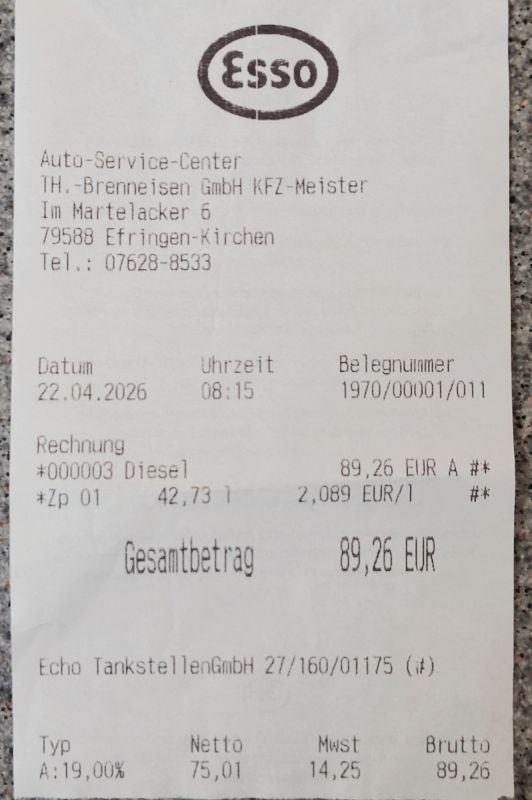 Esso
Auto-Service-Center
TH.-Brenneisen GmbH KFZ-Meister
Im Martelacker 6
79588 Efringen-Kirchen
Tel.: 07628-8533
Datum Uhrzeit Belegnummer
22.04.2026 08:15 1970/00001/011
Rechnung
*000003 Diesel 89,26 EUR A #*
*Zp 01 42,73 l 2,089 EUR/l #*
Gesamtbetrag 89,26 EUR
Echo TankstellenGmbH 27/160/01175 (#)
Typ Netto Mwst Brutto
A:19,00% 75,01 14,25 89,26